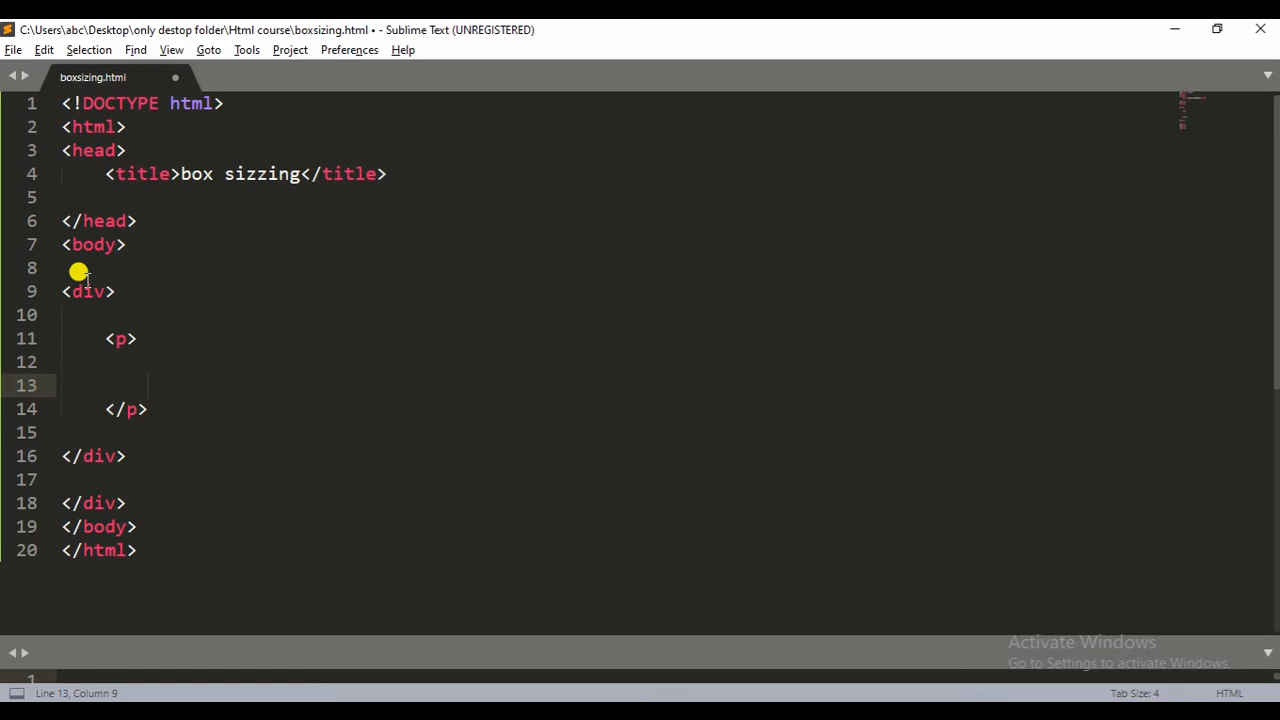 C:\Users\abc\Desktop\only destop folder\Html course\boxsizing.html • - Sublime Text (UNREGISTERED)
File Edit Selection Find View Goto Tools Project Preferences Help
boxsizing.html
1 <!DOCTYPE html>
2 <html>
3 <head>
4 <title>box sizzing</title>
5
6 </head>
7 <body>
8
9 <div>
10
11 <p>
12
13
14 </p>
15
16 </div>
17
18 </div>
19 </body>
20 </html>
Activate Windows
Go to Settings to activate Windows.
1
Line 13, Column 9 Tab Size: 4 HTML